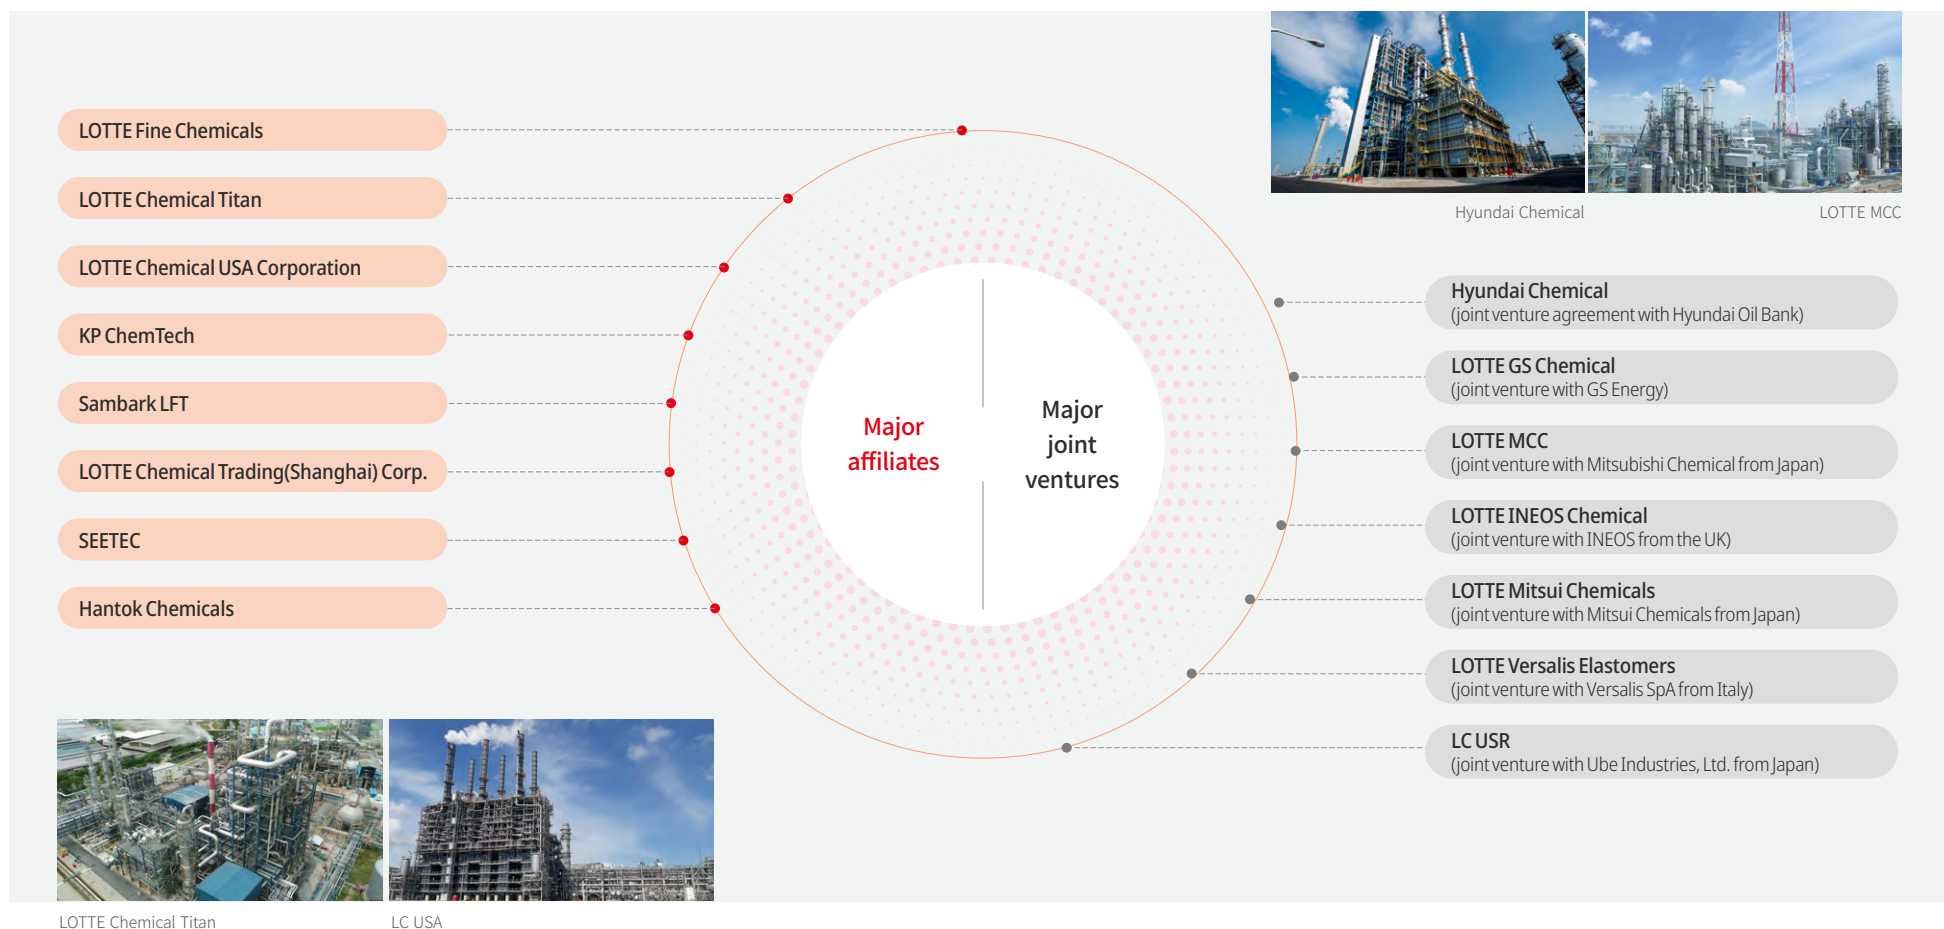 Hyundai Chemical
LOTTE MCC
LOTTE Fine Chemicals
LOTTE Chemical Titan
LOTTE Chemical USA Corporation
KP ChemTech
Sambark LFT
LOTTE Chemical Trading(Shanghai) Corp.
SEETEC
Hantok Chemicals
Major
affiliates
Major
joint
ventures
Hyundai Chemical
(joint venture agreement with Hyundai Oil Bank)
LOTTE GS Chemical
(joint venture with GS Energy)
LOTTE MCC
(joint venture with Mitsubishi Chemical from Japan)
LOTTE INEOS Chemical
(joint venture with INEOS from the UK)
LOTTE Mitsui Chemicals
(joint venture with Mitsui Chemicals from Japan)
LOTTE Versalis Elastomers
(joint venture with Versalis SpA from Italy)
LC USR
(joint venture with Ube Industries, Ltd. from Japan)
LOTTE Chemical Titan
LC USA